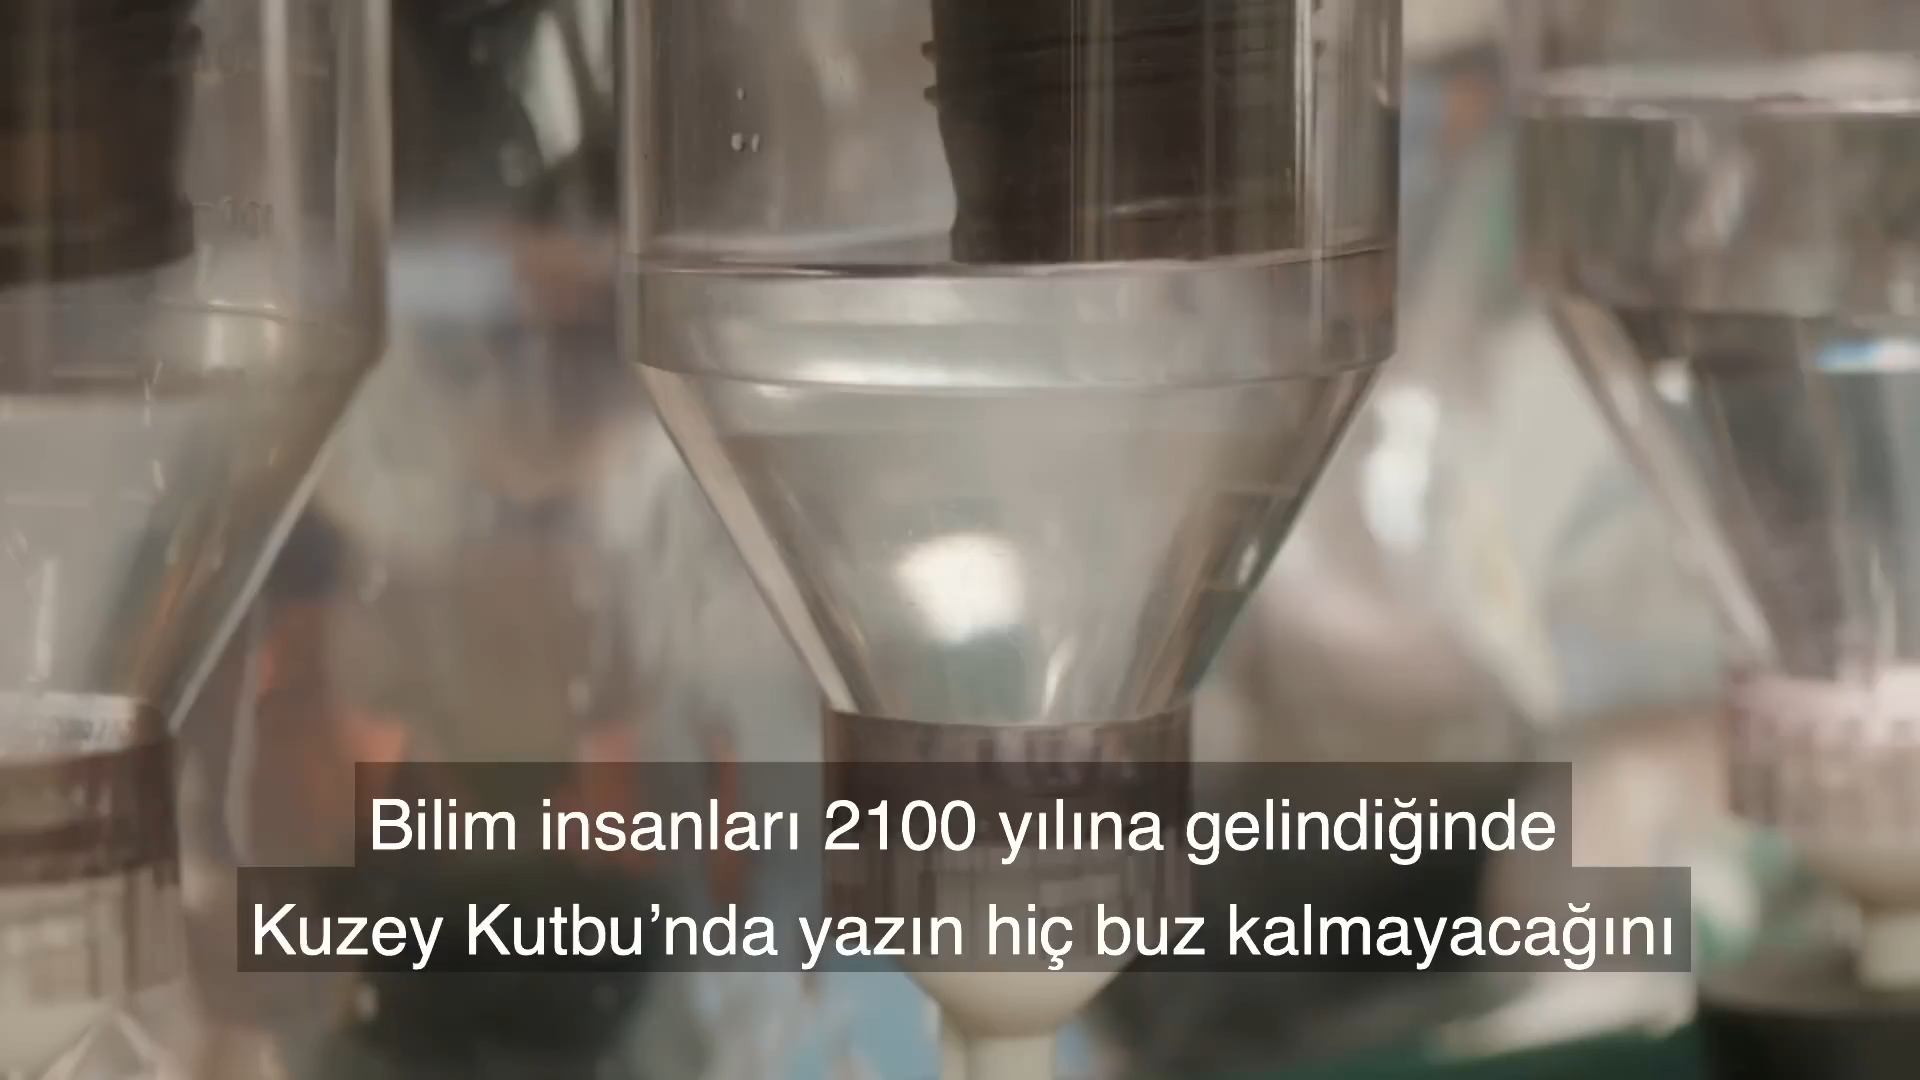 Bilim insanları 2100 yılına gelindiğinde
Kuzey Kutbu’nda yazın hiç buz kalmayacağını